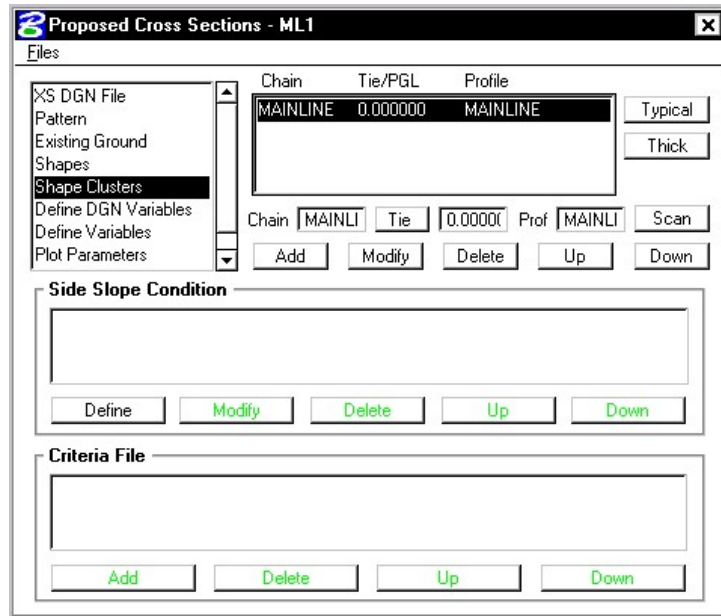 Proposed Cross Sections - ML1
Files
XS DGN File
Pattern
Existing Ground
Shapes
Shape Clusters
Define DGN Variables
Define Variables
Plot Parameters
Chain Tie/PGL Profile
MAINLINE 0.000000 MAINLINE
Typical
Thick
Chain MAINLI Tie 0.0000( Prof MAINLI Scan
Add Modify Delete Up Down
Side Slope Condition
Define Modify Delete Up Down
Criteria File
Add Delete Up Down